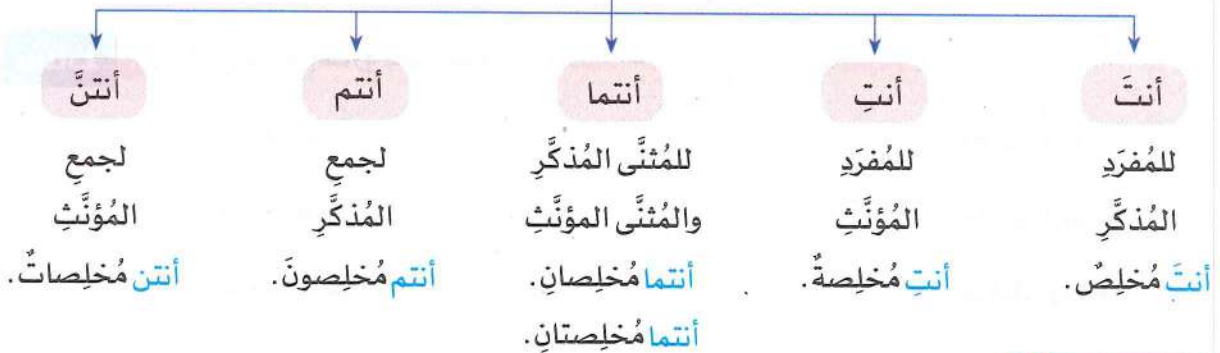 أنتَ
للمُفرَدِ
المُذكَّرِ
أنتَ مُخلِصٌ.
أنتِ
للمُفرَدِ
المُؤنَّثِ
أنتِ مُخلِصةٌ.
أنتما
للمُثنَّى المُذكَّرِ
والمُثنَّى المؤنَّثِ
أنتما مُخلِصانِ.
أنتما مُخلِصتانِ.
أنتم
لجمعِ
المُذكَّرِ
أنتم مُخلِصونَ.
أنتنَّ
لجمعِ
المُؤنَّثِ
أنتن مُخلِصاتٌ.